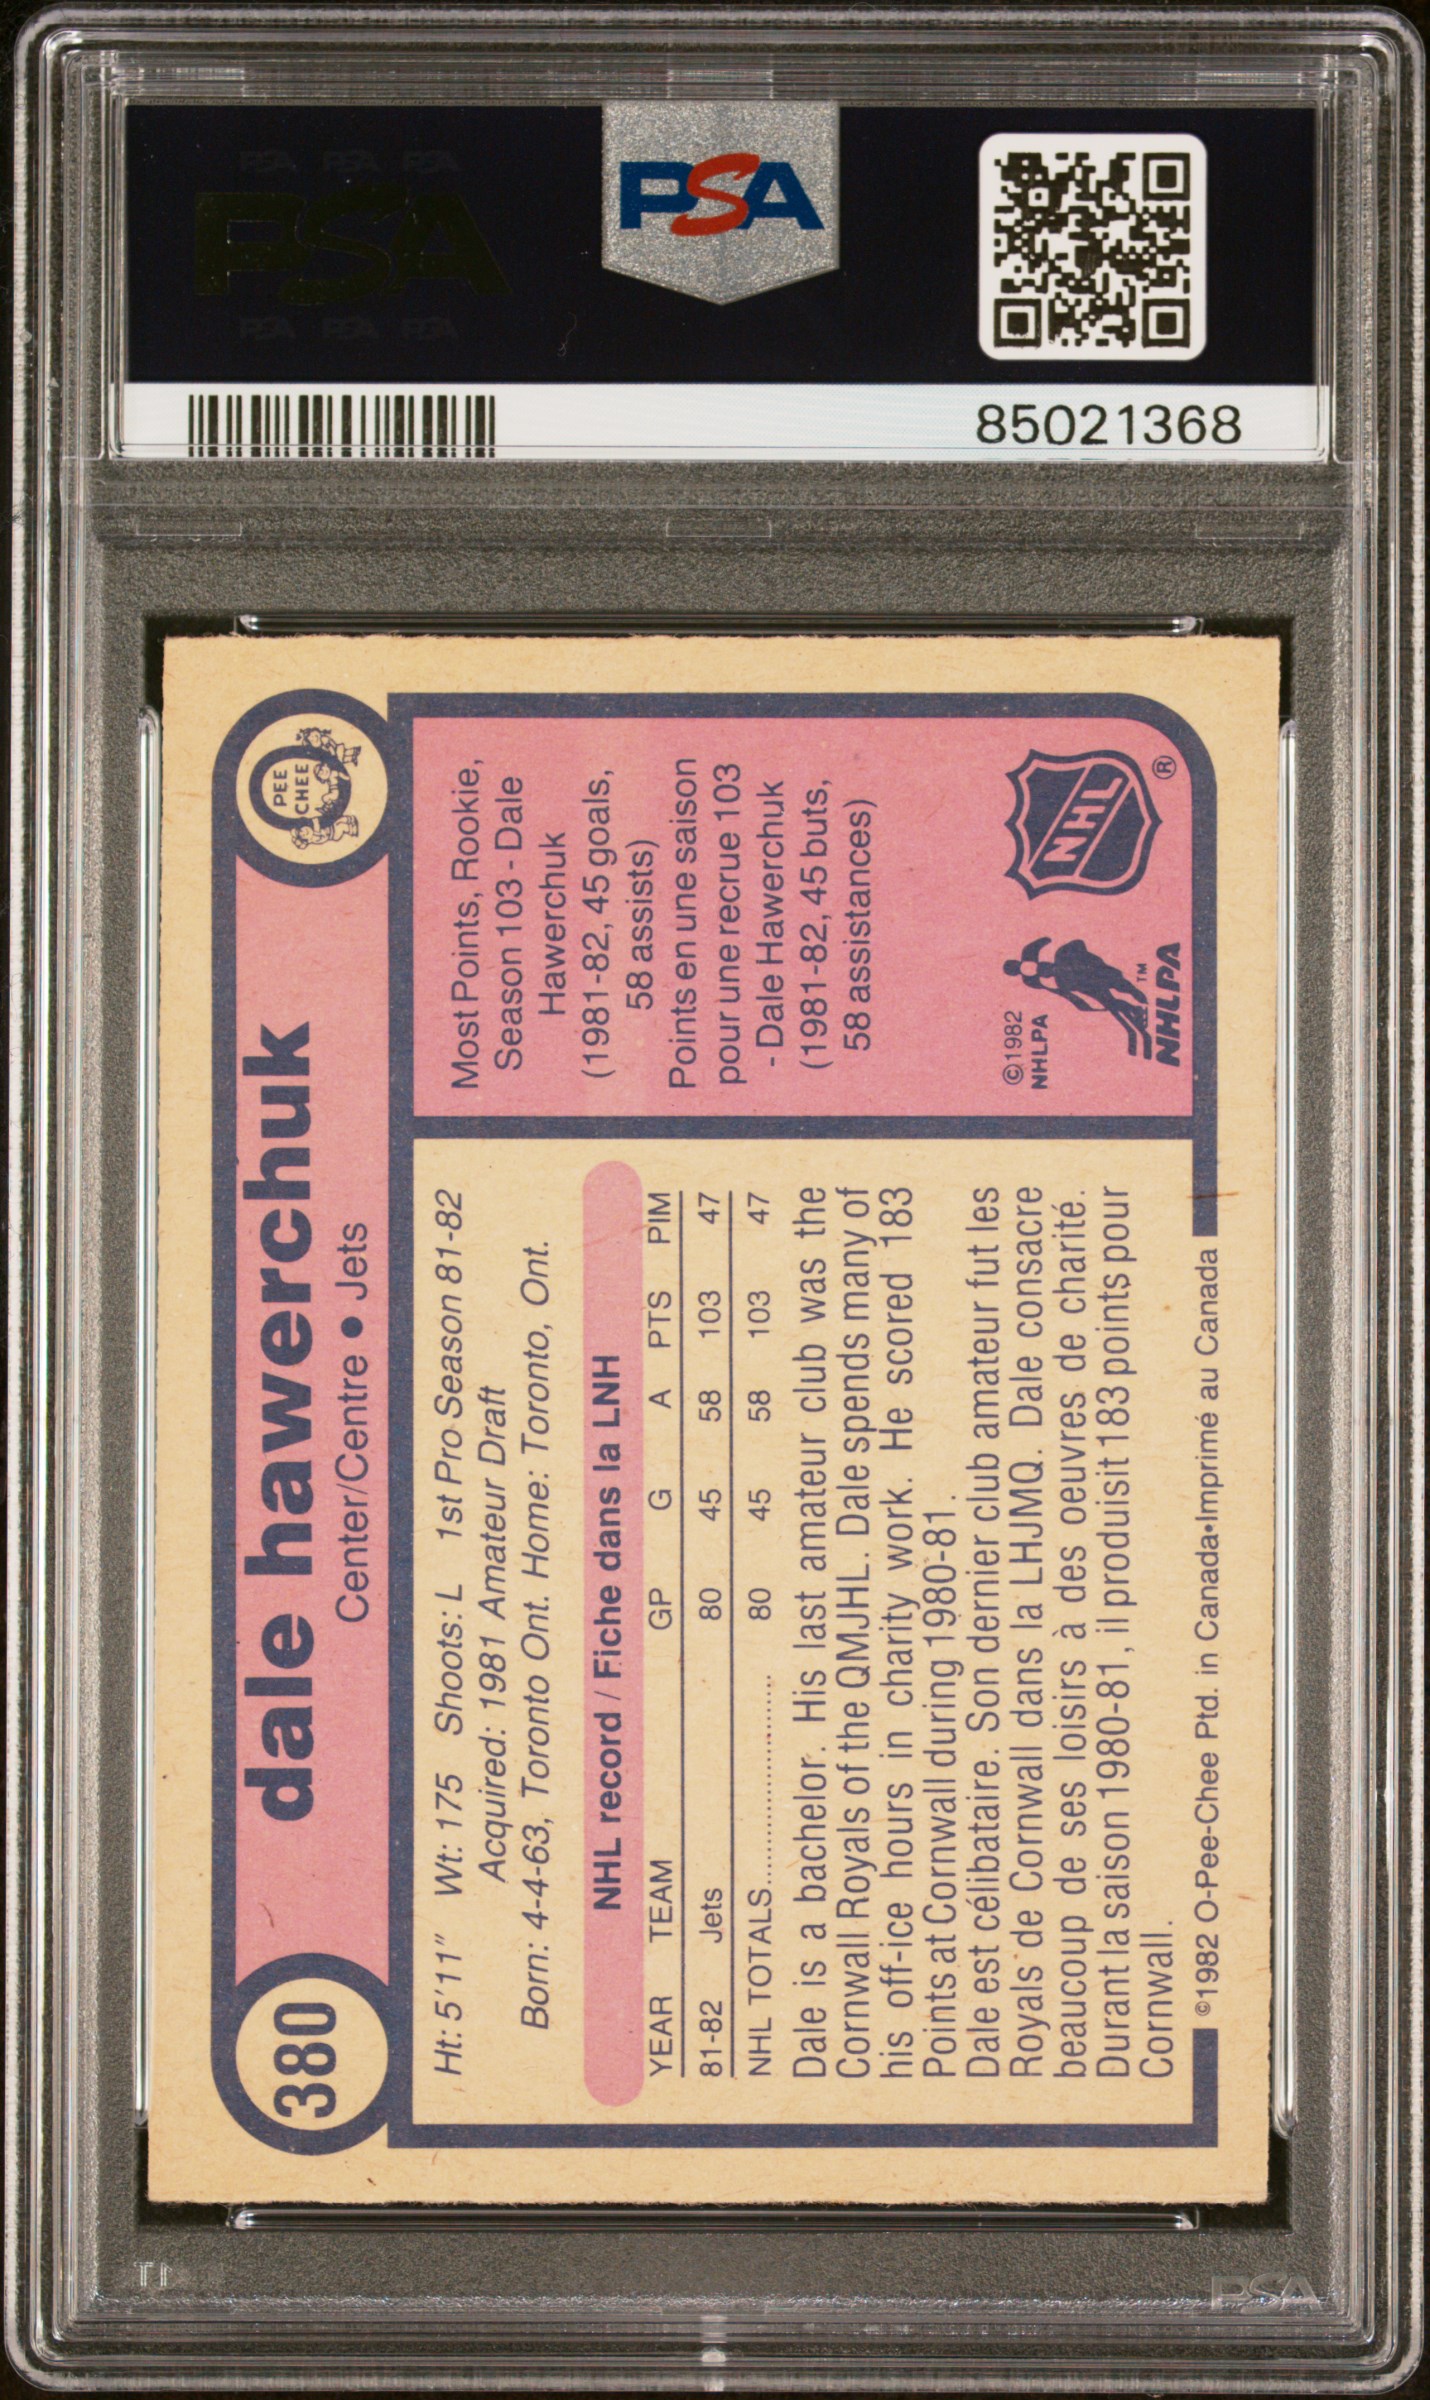 PSA PSA PSA
PSA
PSA PSA PSA
PSA
85021368
380
dale hawerchuk
O
PEE
CHEE
Center/Centre • Jets
Ht: 5'11" Wt: 175 Shoots: L 1st Pro Season 81-82
Acquired: 1981 Amateur Draft
Born: 4-4-63, Toronto Ont. Home: Toronto, Ont.
NHL record / Fiche dans la LNH
YEAR TEAM GP G A PTS PIM
81-82 Jets 80 45 58 103 47
NHL TOTALS.......................... 80 45 58 103 47
Dale is a bachelor. His last amateur club was the
Cornwall Royals of the QMJHL. Dale spends many of
his off-ice hours in charity work. He scored 183
Points at Cornwall during 1980-81.
Dale est célibataire. Son dernier club amateur fut les
Royals de Cornwall dans la LHJMQ. Dale consacre
beaucoup de ses loisirs à des oeuvres de charité.
Durant la saison 1980-81, il produisit 183 points pour
Cornwall.
©1982 O-Pee-Chee Ptd. in Canada•Imprimé au Canada
Most Points, Rookie,
Season 103 - Dale
Hawerchuk
(1981-82, 45 goals,
58 assists)
Points en une saison
pour une recrue 103
- Dale Hawerchuk
(1981-82, 45 buts,
58 assistances)
©1982
NHLPA
TM
NHLPA
NHL
®
PSA